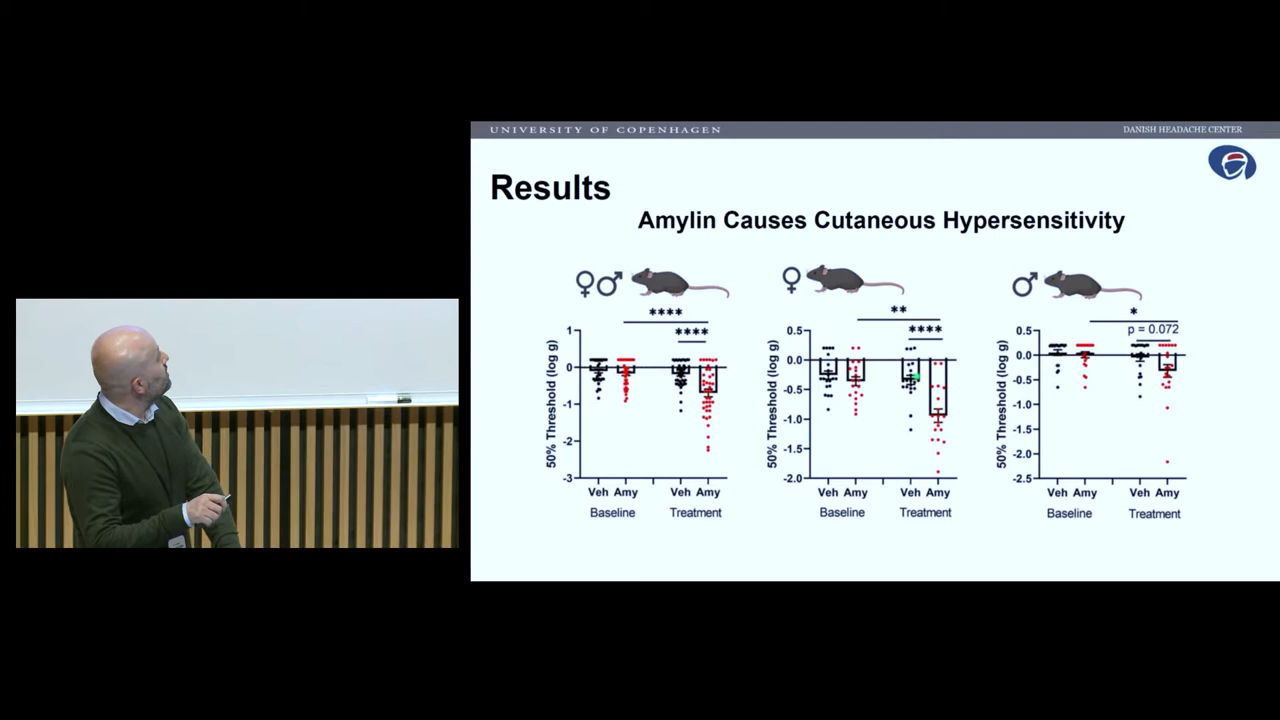 UNIVERSITY OF COPENHAGEN
DANISH HEADACHE CENTER
Results
Amylin Causes Cutaneous Hypersensitivity
♀♂
****
****
50% Threshold (log g)
1
0
-1
-2
-3
Veh Amy Veh Amy
Baseline Treatment
♀
**
****
50% Threshold (log g)
0.5
0.0
-0.5
-1.0
-1.5
-2.0
Veh Amy Veh Amy
Baseline Treatment
♂
*
p = 0.072
50% Threshold (log g)
0.5
0.0
-0.5
-1.0
-1.5
-2.0
-2.5
Veh Amy Veh Amy
Baseline Treatment